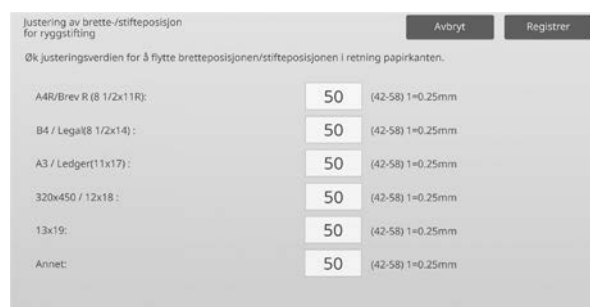 Justering av brette-/stifteposisjon
for ryggstifting
Avbryt
Registrer
Øk justeringsverdien for å flytte bretteposisjonen/stifteposisjonen i retning papirkanten.
A4R/Brev R (8 1/2x11R): 50 (42-58) 1=0.25mm
B4 / Legal(8 1/2x14) : 50 (42-58) 1=0.25mm
A3 / Ledger(11x17) : 50 (42-58) 1=0.25mm
320x450 / 12x18 : 50 (42-58) 1=0.25mm
13x19: 50 (42-58) 1=0.25mm
Annet: 50 (42-58) 1=0.25mm